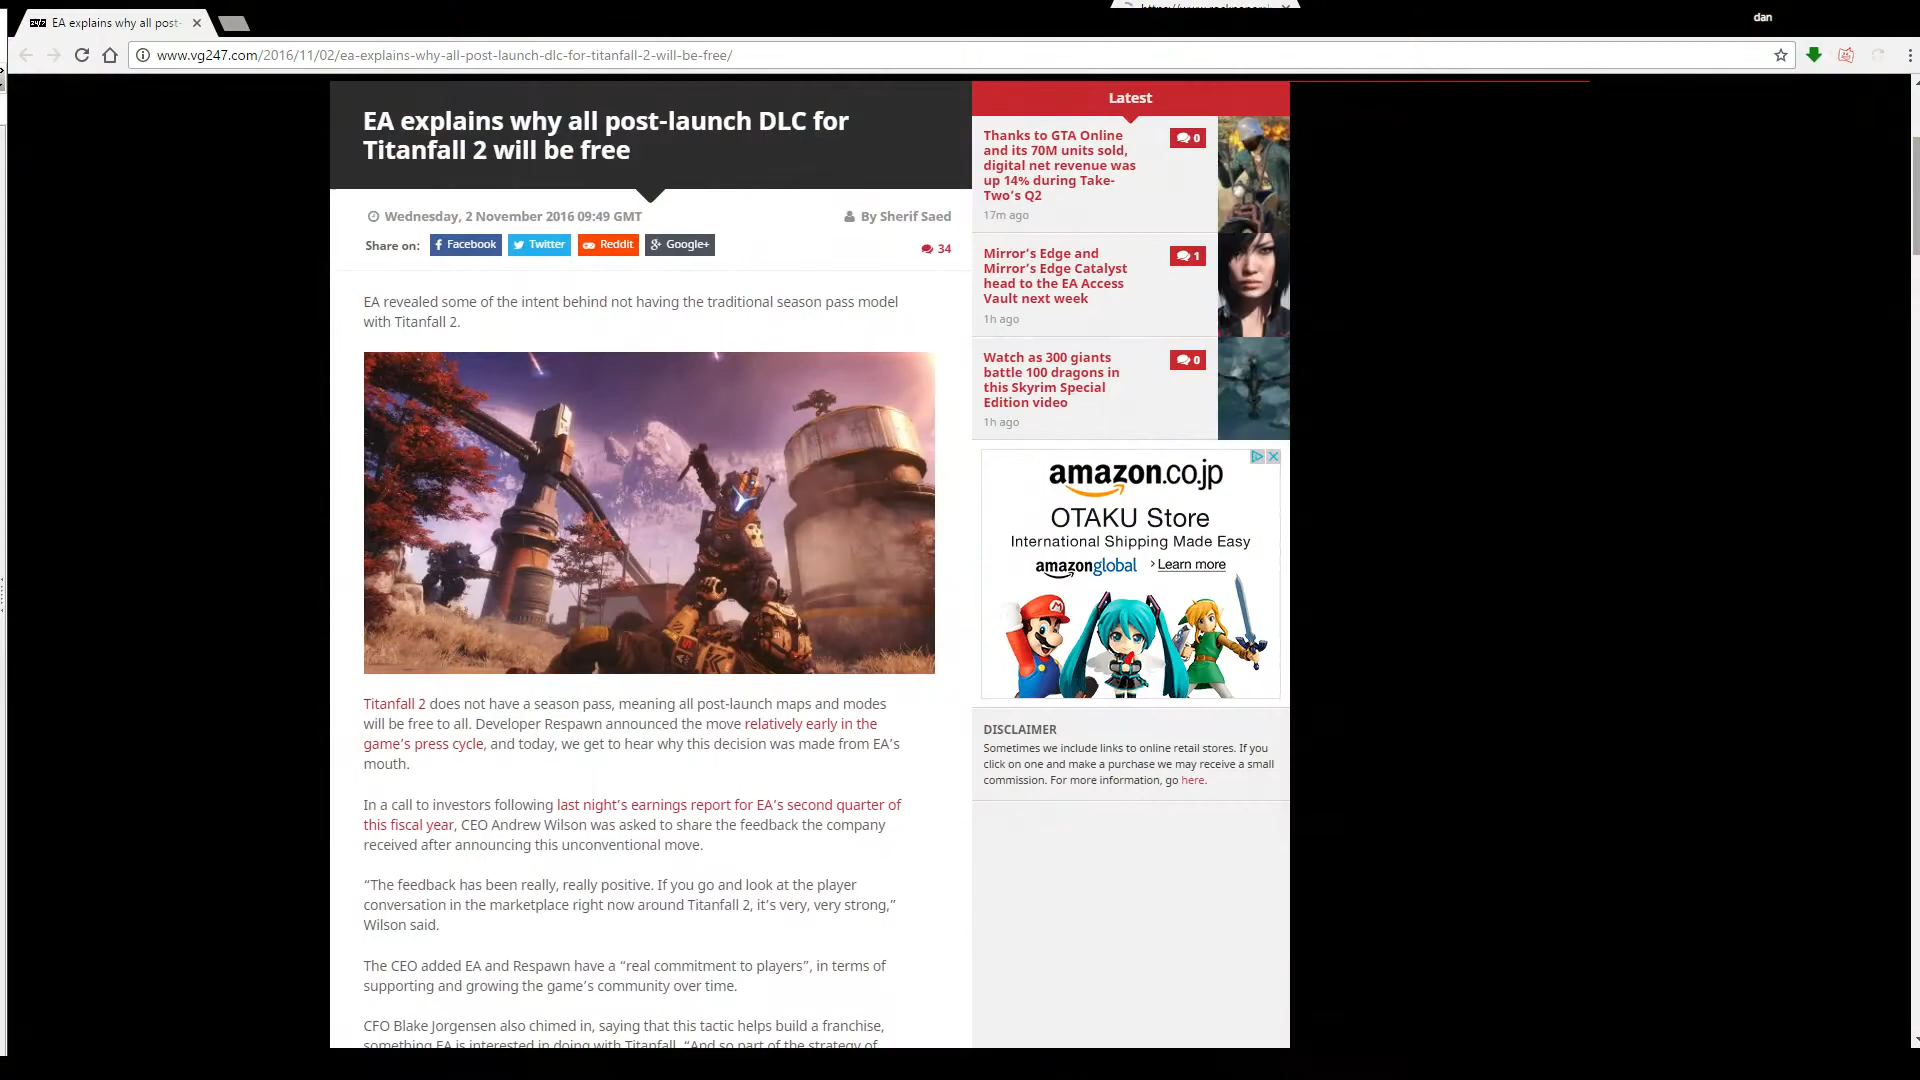 EA explains why all post-
dan
www.vg247.com/2016/11/02/ea-explains-why-all-post-launch-dlc-for-titanfall-2-will-be-free/
EA explains why all post-launch DLC for
Titanfall 2 will be free
Wednesday, 2 November 2016 09:49 GMT
By Sherif Saed
Share on:
Facebook
Twitter
Reddit
Google+
34
EA revealed some of the intent behind not having the traditional season pass model
with Titanfall 2.
Titanfall 2 does not have a season pass, meaning all post-launch maps and modes
will be free to all. Developer Respawn announced the move relatively early in the
game’s press cycle, and today, we get to hear why this decision was made from EA’s
mouth.
In a call to investors following last night’s earnings report for EA’s second quarter of
this fiscal year, CEO Andrew Wilson was asked to share the feedback the company
received after announcing this unconventional move.
“The feedback has been really, really positive. If you go and look at the player
conversation in the marketplace right now around Titanfall 2, it’s very, very strong,”
Wilson said.
The CEO added EA and Respawn have a “real commitment to players”, in terms of
supporting and growing the game’s community over time.
CFO Blake Jorgensen also chimed in, saying that this tactic helps build a franchise,
something EA is interested in doing with Titanfall. “And so part of the strategy of
Latest
Thanks to GTA Online
and its 70M units sold,
digital net revenue was
up 14% during Take-
Two’s Q2
0
17m ago
Mirror’s Edge and
Mirror’s Edge Catalyst
head to the EA Access
Vault next week
1
1h ago
Watch as 300 giants
battle 100 dragons in
this Skyrim Special
Edition video
0
1h ago
amazon.co.jp
OTAKU Store
International Shipping Made Easy
amazonglobal
Learn more
DISCLAIMER
Sometimes we include links to online retail stores. If you
click on one and make a purchase we may receive a small
commission. For more information, go here.